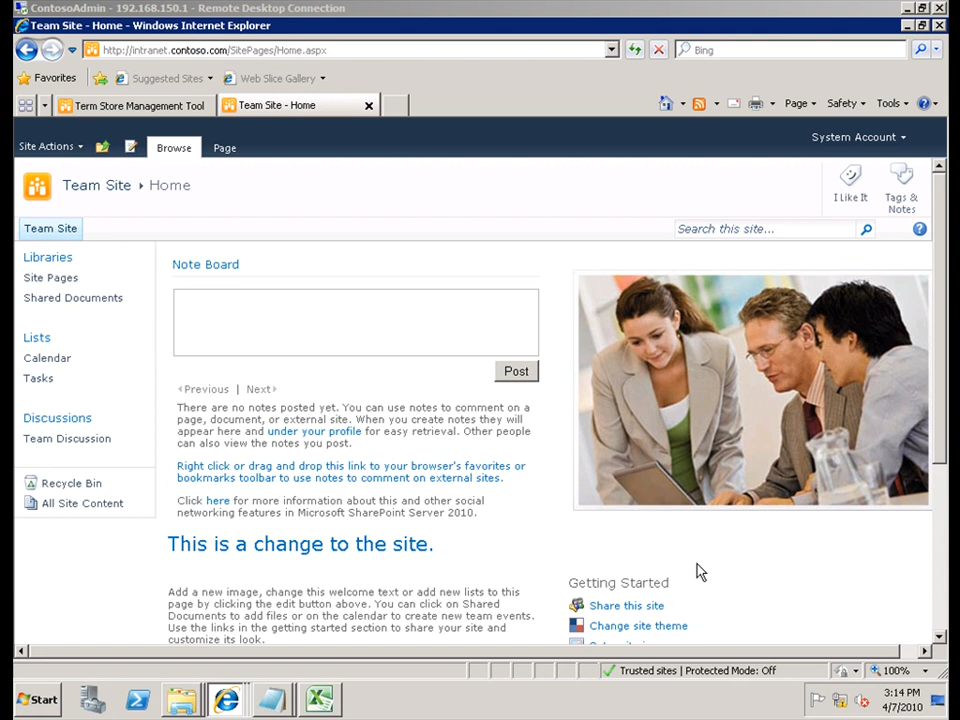 ContosoAdmin - 192.168.150.1 - Remote Desktop Connection
Team Site - Home - Windows Internet Explorer
http://intranet.contoso.com/SitePages/Home.aspx
Bing
Favorites
Suggested Sites
Web Slice Gallery
Term Store Management Tool
Team Site - Home
Page
Safety
Tools
Site Actions
Browse
Page
System Account
Team Site
Home
I Like It
Tags &
Notes
Team Site
Search this site...
Libraries
Site Pages
Shared Documents
Lists
Calendar
Tasks
Discussions
Team Discussion
Recycle Bin
All Site Content
Note Board
Post
Previous | Next
There are no notes posted yet. You can use notes to comment on a
page, document, or external site. When you create notes they will
appear here and under your profile for easy retrieval. Other people
can also view the notes you post.
Right click or drag and drop this link to your browser's favorites or
bookmarks toolbar to use notes to comment on external sites.
Click here for more information about this and other social
networking features in Microsoft SharePoint Server 2010.
This is a change to the site.
Add a new image, change this welcome text or add new lists to this
page by clicking the edit button above. You can click on Shared
Documents to add files or on the calendar to create new team events.
Use the links in the getting started section to share your site and
customize its look.
Getting Started
Share this site
Change site theme
Trusted sites | Protected Mode: Off
100%
Start
3:14 PM
4/7/2010